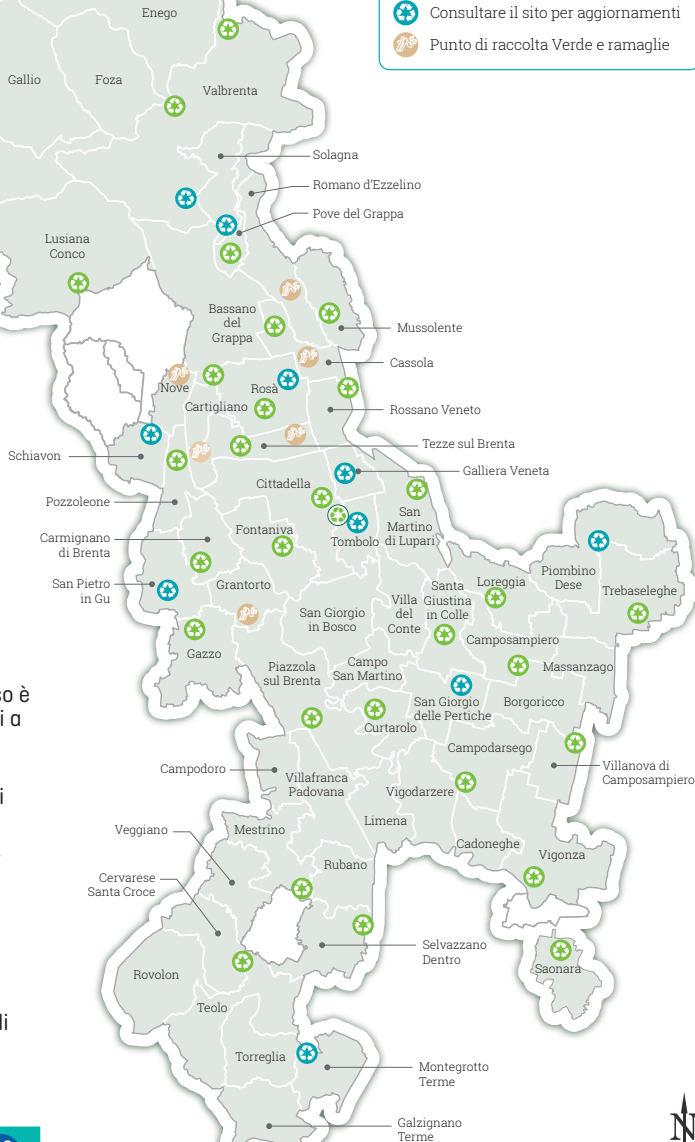 Consultare il sito per aggiornamenti
Punto di raccolta Verde e ramaglie
Enego
Gallio
Foza
Valbrenta
Solagna
Romano d'Ezzelino
Pove del Grappa
Lusiana
Conco
Bassano
del
Grappa
Mussolente
Cassola
Nove
Rosà
Cartigliano
Rossano Veneto
Schiavon
Tezze sul Brenta
Galliera Veneta
Cittadella
Pozzoleone
San
Martino
di Lupari
Fontaniva
Tombolo
Carmignano
di Brenta
San Pietro
in Gu
Grantorto
San Giorgio
in Bosco
Villa
del
Conte
Santa
Giustina
in Colle
Loreggia
Piombino
Dese
Trebaseleghe
Gazzo
Camposampiero
Piazzola
sul Brenta
Campo
San Martino
Massanzago
so è
i a
San Giorgio
delle Pertiche
Borgoricco
Curtarolo
Campodarsego
Campodoro
Villafranca
Padovana
Vigodarzere
Villanova di
Camposampiero
i
Veggiano
Mestrino
Limena
Cadoneghe
Vigonza
Rubano
Cervarese
Santa Croce
Selvazzano
Dentro
Saonara
Rovolon
Teolo
li
Torreglia
Montegrotto
Terme
Galzignano
Terme
N